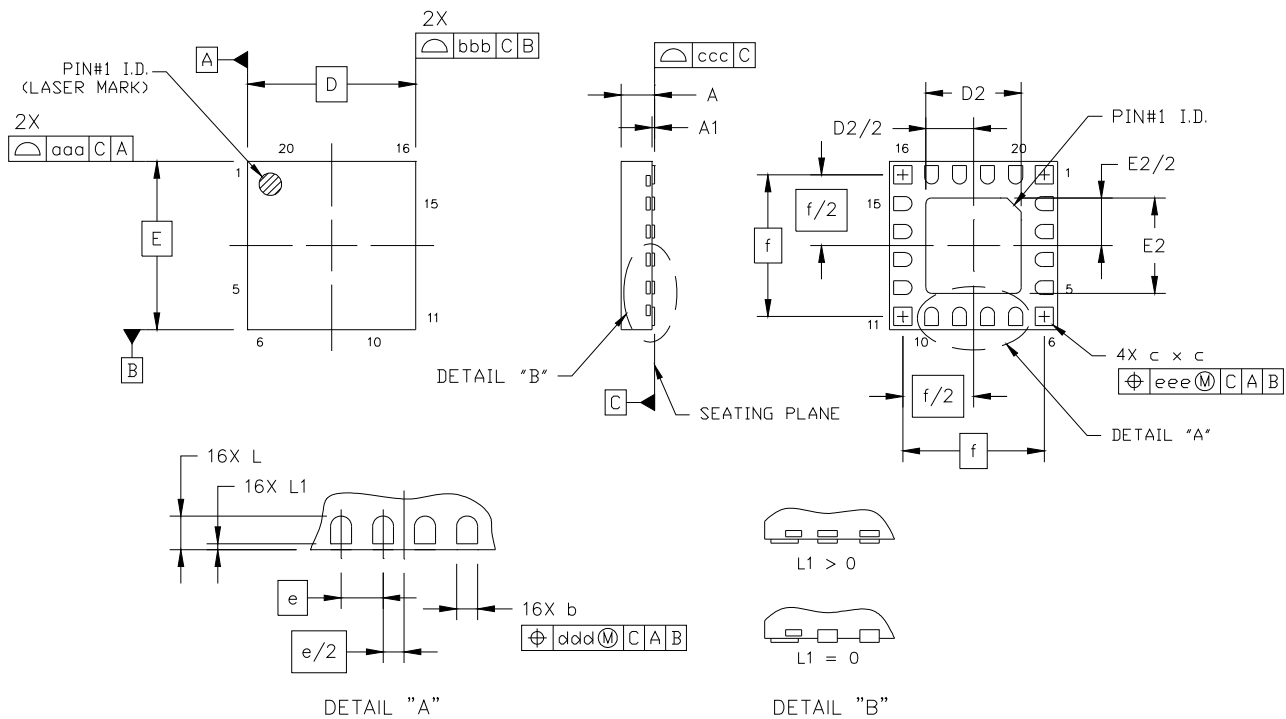 2X
⌓ bbb C B
A
PIN#1 I.D.
(LASER MARK)
D
2X
⌓ aaa C A
20
16
1
15
E
5
11
6
10
B
⌓ ccc C
A
A1
DETAIL "B"
C
SEATING PLANE
D2
D2/2
PIN#1 I.D.
16
20
1
E2/2
15
f/2
f
E2
5
11
10
6
4X c x c
⌖ eee Ⓜ C A B
f/2
f
DETAIL "A"
16X L
16X L1
e
16X b
⌖ ddd Ⓜ C A B
e/2
DETAIL "A"
L1 > 0
L1 = 0
DETAIL "B"